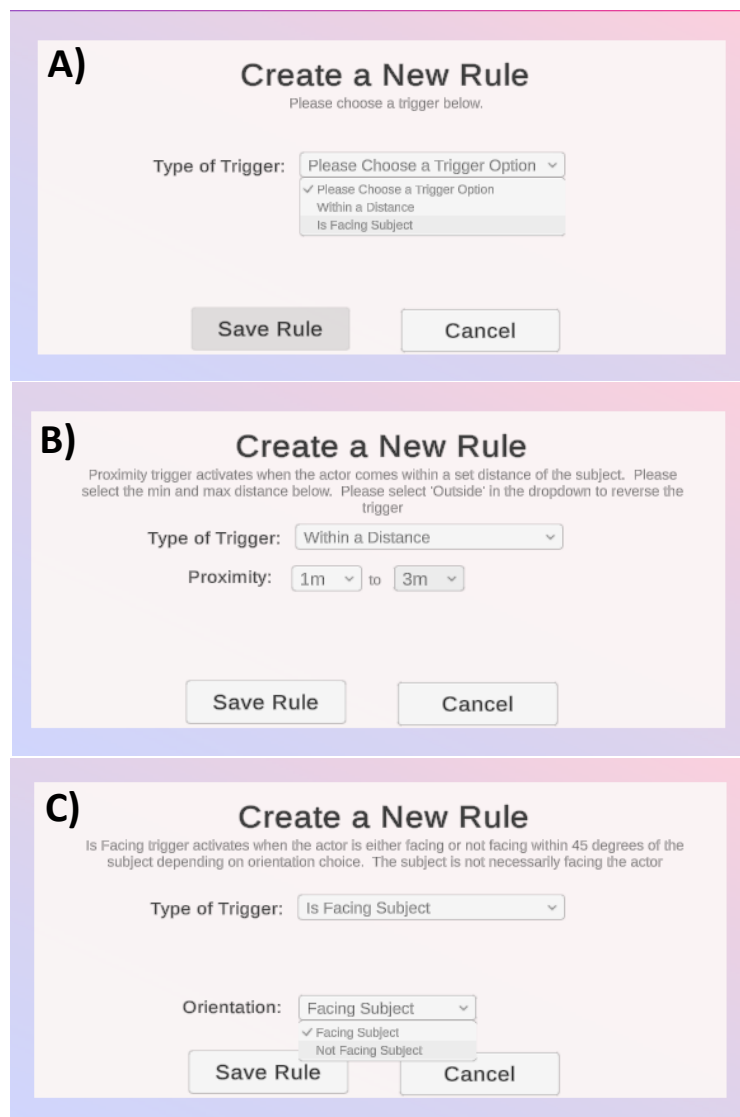 A)
Create a New Rule
Please choose a trigger below.
Type of Trigger: Please Choose a Trigger Option
✓ Please Choose a Trigger Option
Within a Distance
Is Facing Subject
Save Rule Cancel
B)
Create a New Rule
Proximity trigger activates when the actor comes within a set distance of the subject. Please
select the min and max distance below. Please select 'Outside' in the dropdown to reverse the
trigger
Type of Trigger: Within a Distance
Proximity: 1m to 3m
Save Rule Cancel
C)
Create a New Rule
Is Facing trigger activates when the actor is either facing or not facing within 45 degrees of the
subject depending on orientation choice. The subject is not necessarily facing the actor
Type of Trigger: Is Facing Subject
Orientation: Facing Subject
✓ Facing Subject
Not Facing Subject
Save Rule Cancel